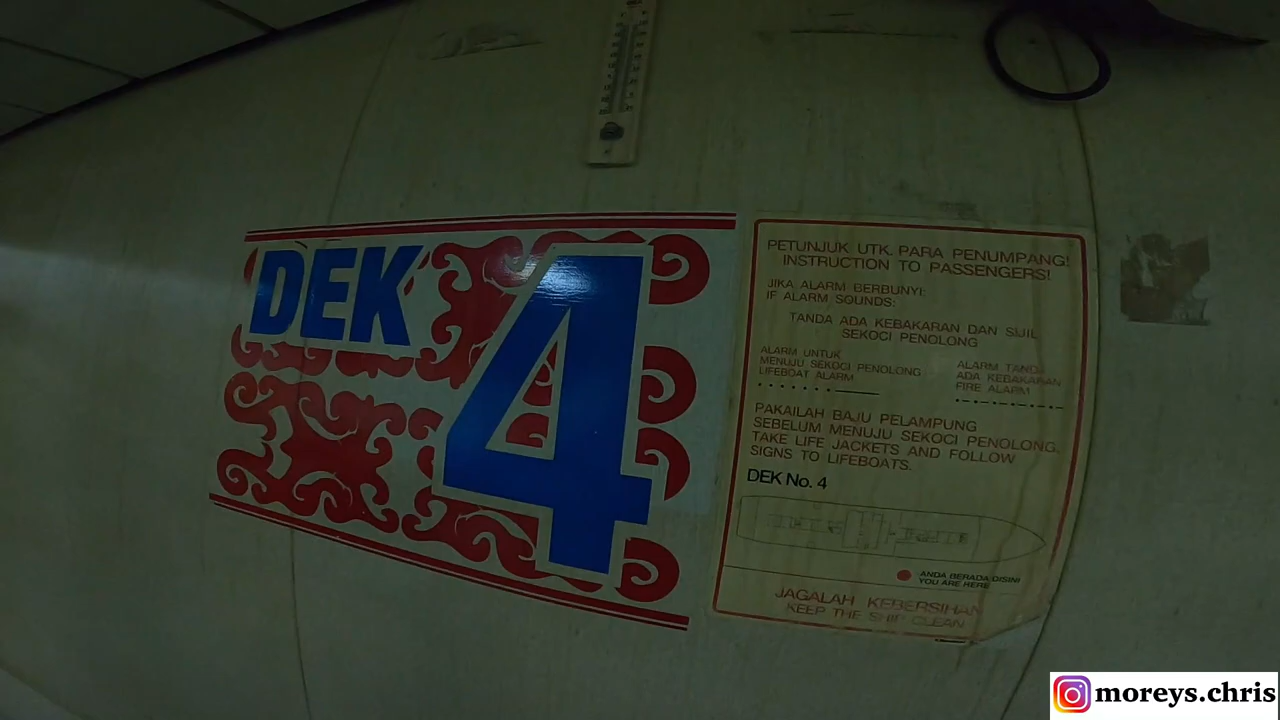 DEK 4
PETUNJUK UTK. PARA PENUMPANG!
INSTRUCTION TO PASSENGERS!
JIKA ALARM BERBUNYI:
IF ALARM SOUNDS:
TANDA ADA KEBAKARAN DAN SIJIL
SEKOCI PENOLONG
ALARM UNTUK
MENUJU SEKOCI PENOLONG
LIFEBOAT ALARM
ALARM TANDA
ADA KEBAKARAN
FIRE ALARM
PAKAILAH BAJU PELAMPUNG
SEBELUM MENUJU SEKOCI PENOLONG.
TAKE LIFE JACKETS AND FOLLOW
SIGNS TO LIFEBOATS.
DEK No. 4
ANDA BERADA DISINI
YOU ARE HERE
JAGALAH KEBERSIHAN
KEEP THE SHIP CLEAN
moreys.chris